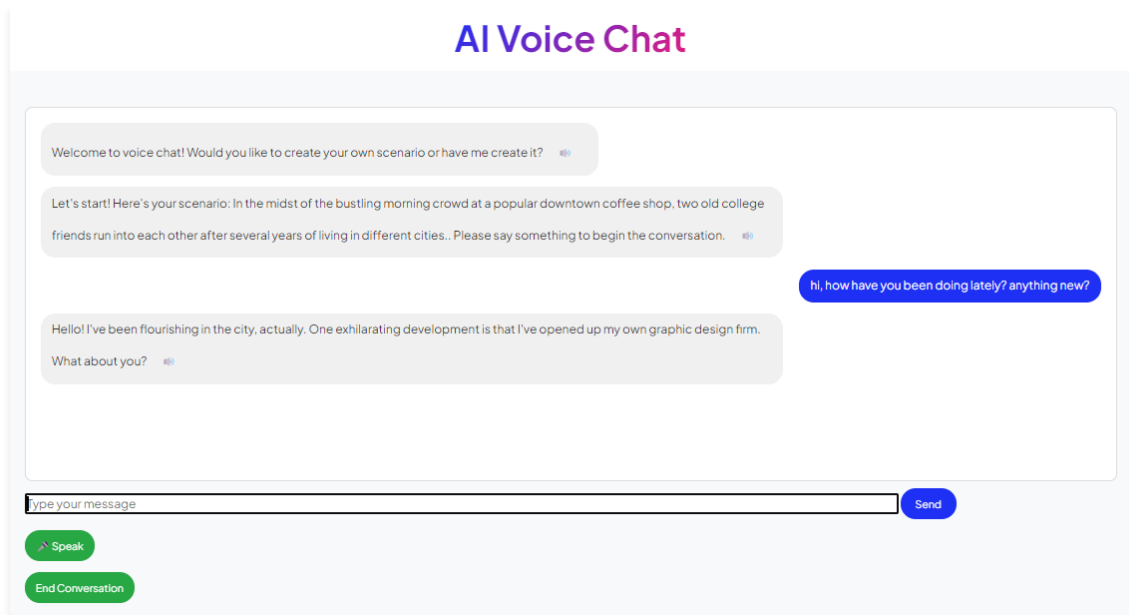 AI Voice Chat
Welcome to voice chat! Would you like to create your own scenario or have me create it?
Let's start! Here's your scenario: In the midst of the bustling morning crowd at a popular downtown coffee shop, two old college
friends run into each other after several years of living in different cities.. Please say something to begin the conversation.
hi, how have you been doing lately? anything new?
Hello! I've been flourishing in the city, actually. One exhilarating development is that I've opened up my own graphic design firm.
What about you?
Type your message
Send
Speak
End Conversation